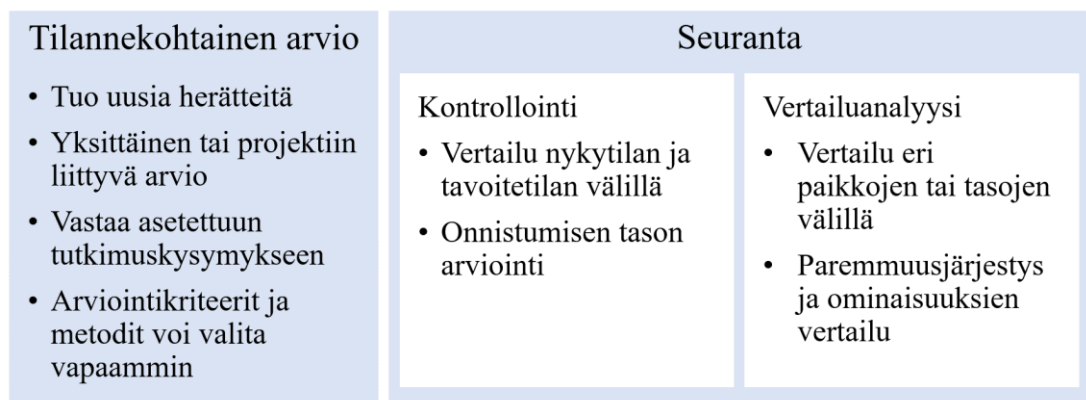 Tilannekohtainen arvio
• Tuo uusia herätteitä
• Yksittäinen tai projektiin
liittyvä arvio
• Vastaa asetettuun
tutkimuskysymykseen
• Arviointikriteerit ja
metodit voi valita
vapaammin
Seuranta
Kontrollointi
• Vertailu nykytilan ja
tavoitetilan välillä
• Onnistumisen tason
arviointi
Vertailuanalyysi
• Vertailu eri
paikkojen tai tasojen
välillä
• Paremmuusjärjestys
ja ominaisuuksien
vertailu